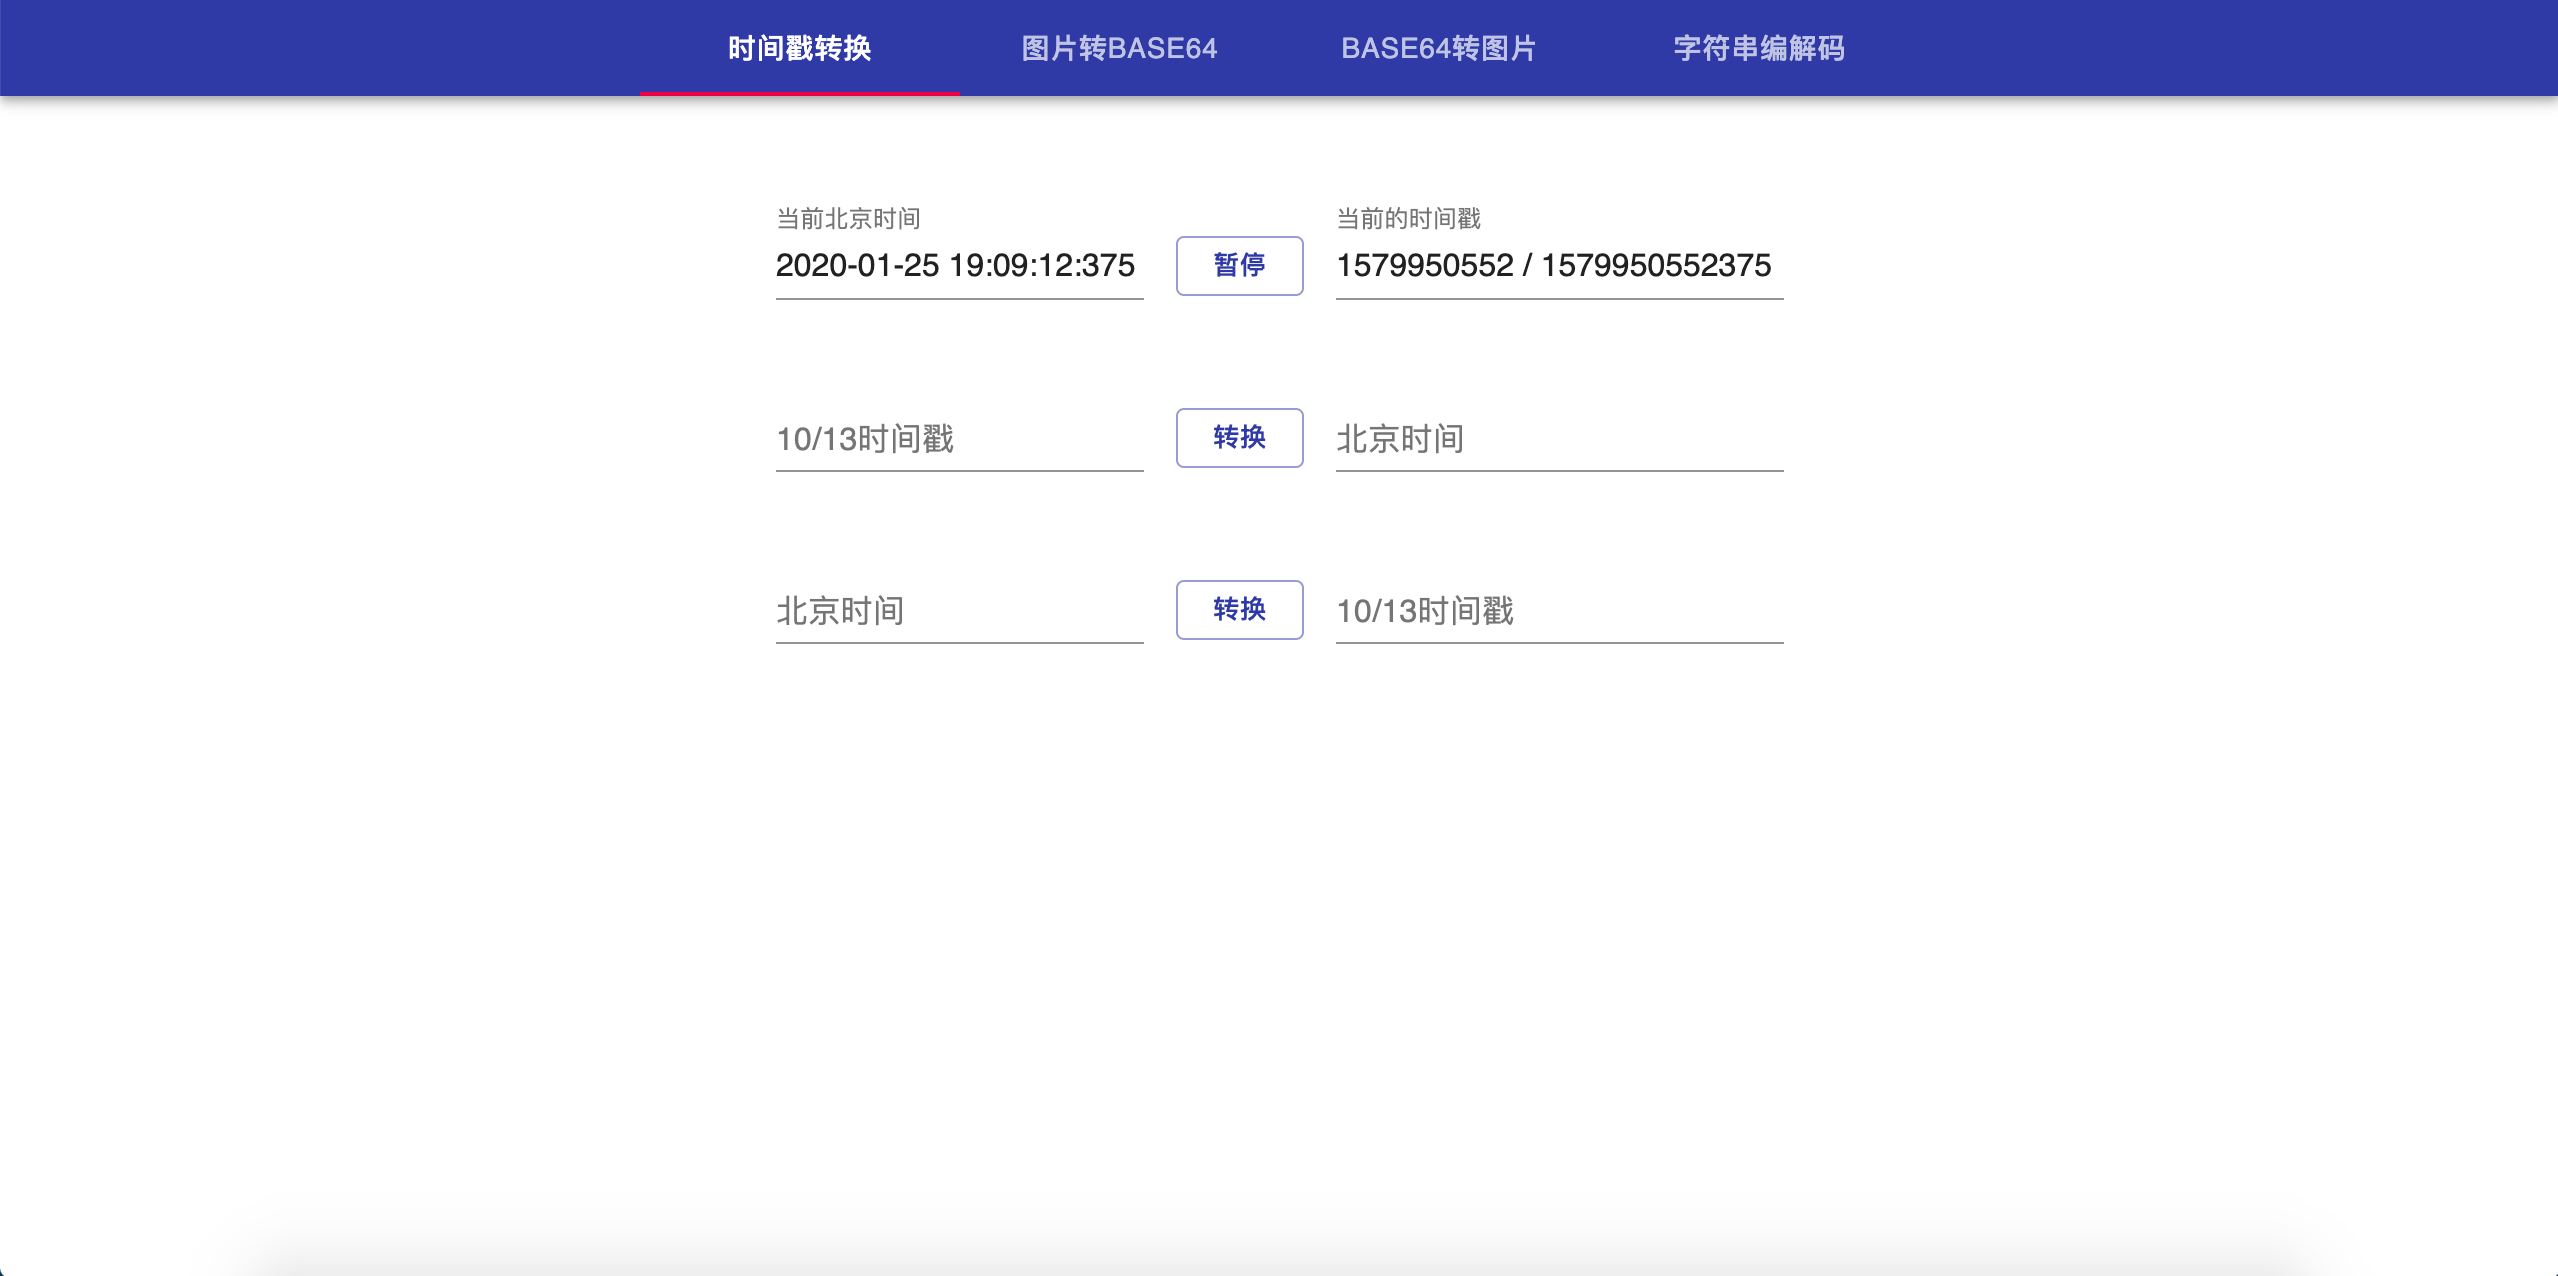 时间戳转换 图片转BASE64 BASE64转图片 字符串编解码
当前北京时间 当前的时间戳
2020-01-25 19:09:12:375 暂停 1579950552 / 1579950552375
10/13时间戳 转换 北京时间
北京时间 转换 10/13时间戳